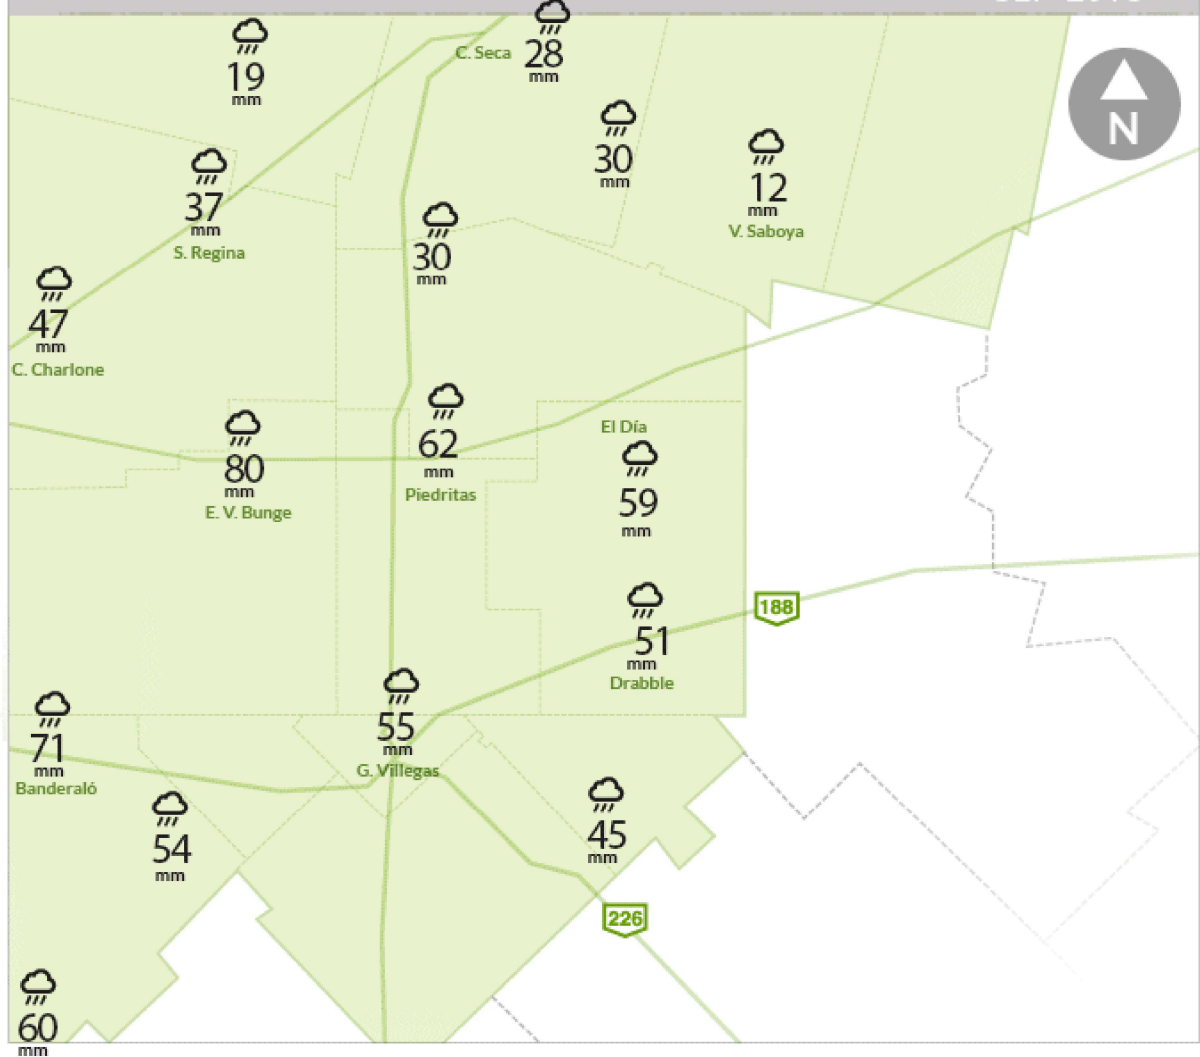 28
mm
C. Seca
19
mm
N
30
mm
12
mm
V. Saboya
37
mm
S. Regina
30
mm
47
mm
C. Charlone
62
mm
Piedritas
El Día
59
mm
80
mm
E. V. Bunge
188
51
mm
Drabble
55
mm
G. Villegas
71
mm
Banderaló
54
mm
45
mm
226
60
mm